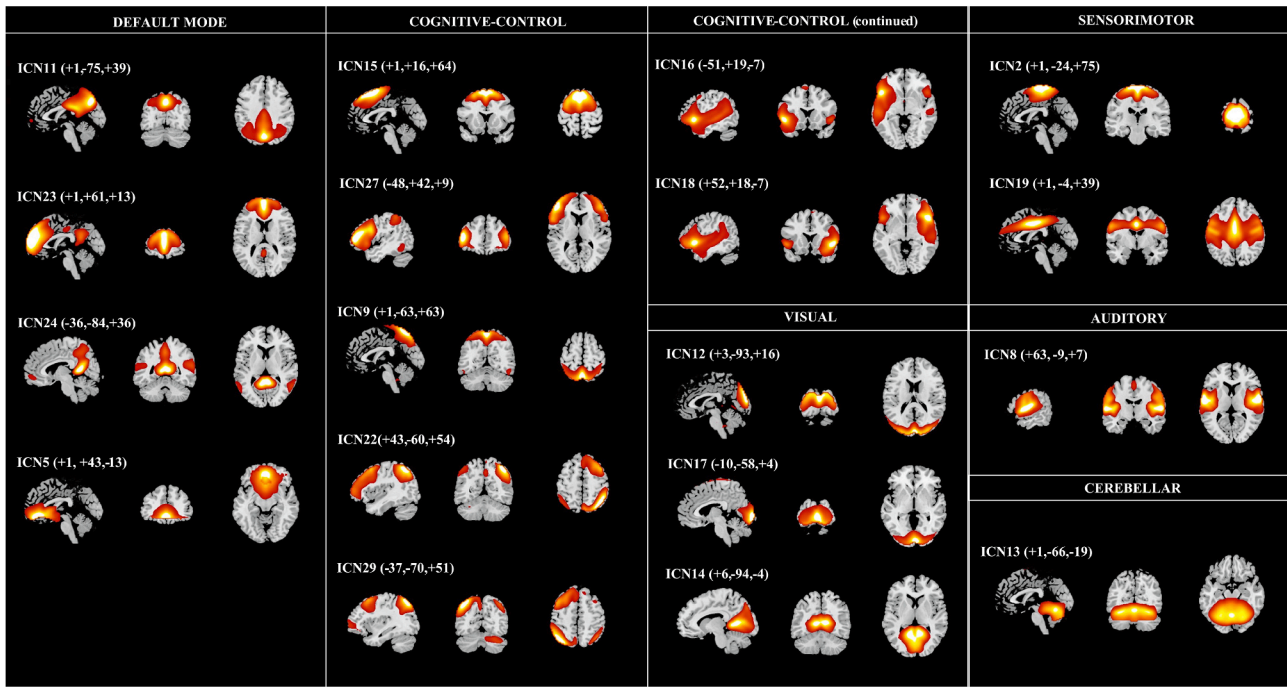 DEFAULT MODE
ICN11 (+1,-75,+39)
ICN23 (+1,+61,+13)
ICN24 (-36,-84,+36)
ICN5 (+1, +43,-13)
COGNITIVE-CONTROL
ICN15 (+1,+16,+64)
ICN27 (-48,+42,+9)
ICN9 (+1,-63,+63)
ICN22(+43,-60,+54)
ICN29 (-37,-70,+51)
COGNITIVE-CONTROL (continued)
ICN16 (-51,+19,-7)
ICN18 (+52,+18,-7)
VISUAL
ICN12 (+3,-93,+16)
ICN17 (-10,-58,+4)
ICN14 (+6,-94,-4)
SENSORIMOTOR
ICN2 (+1, -24,+75)
ICN19 (+1,-4,+39)
AUDITORY
ICN8 (+63,-9,+7)
CEREBELLAR
ICN13 (+1,-66,-19)